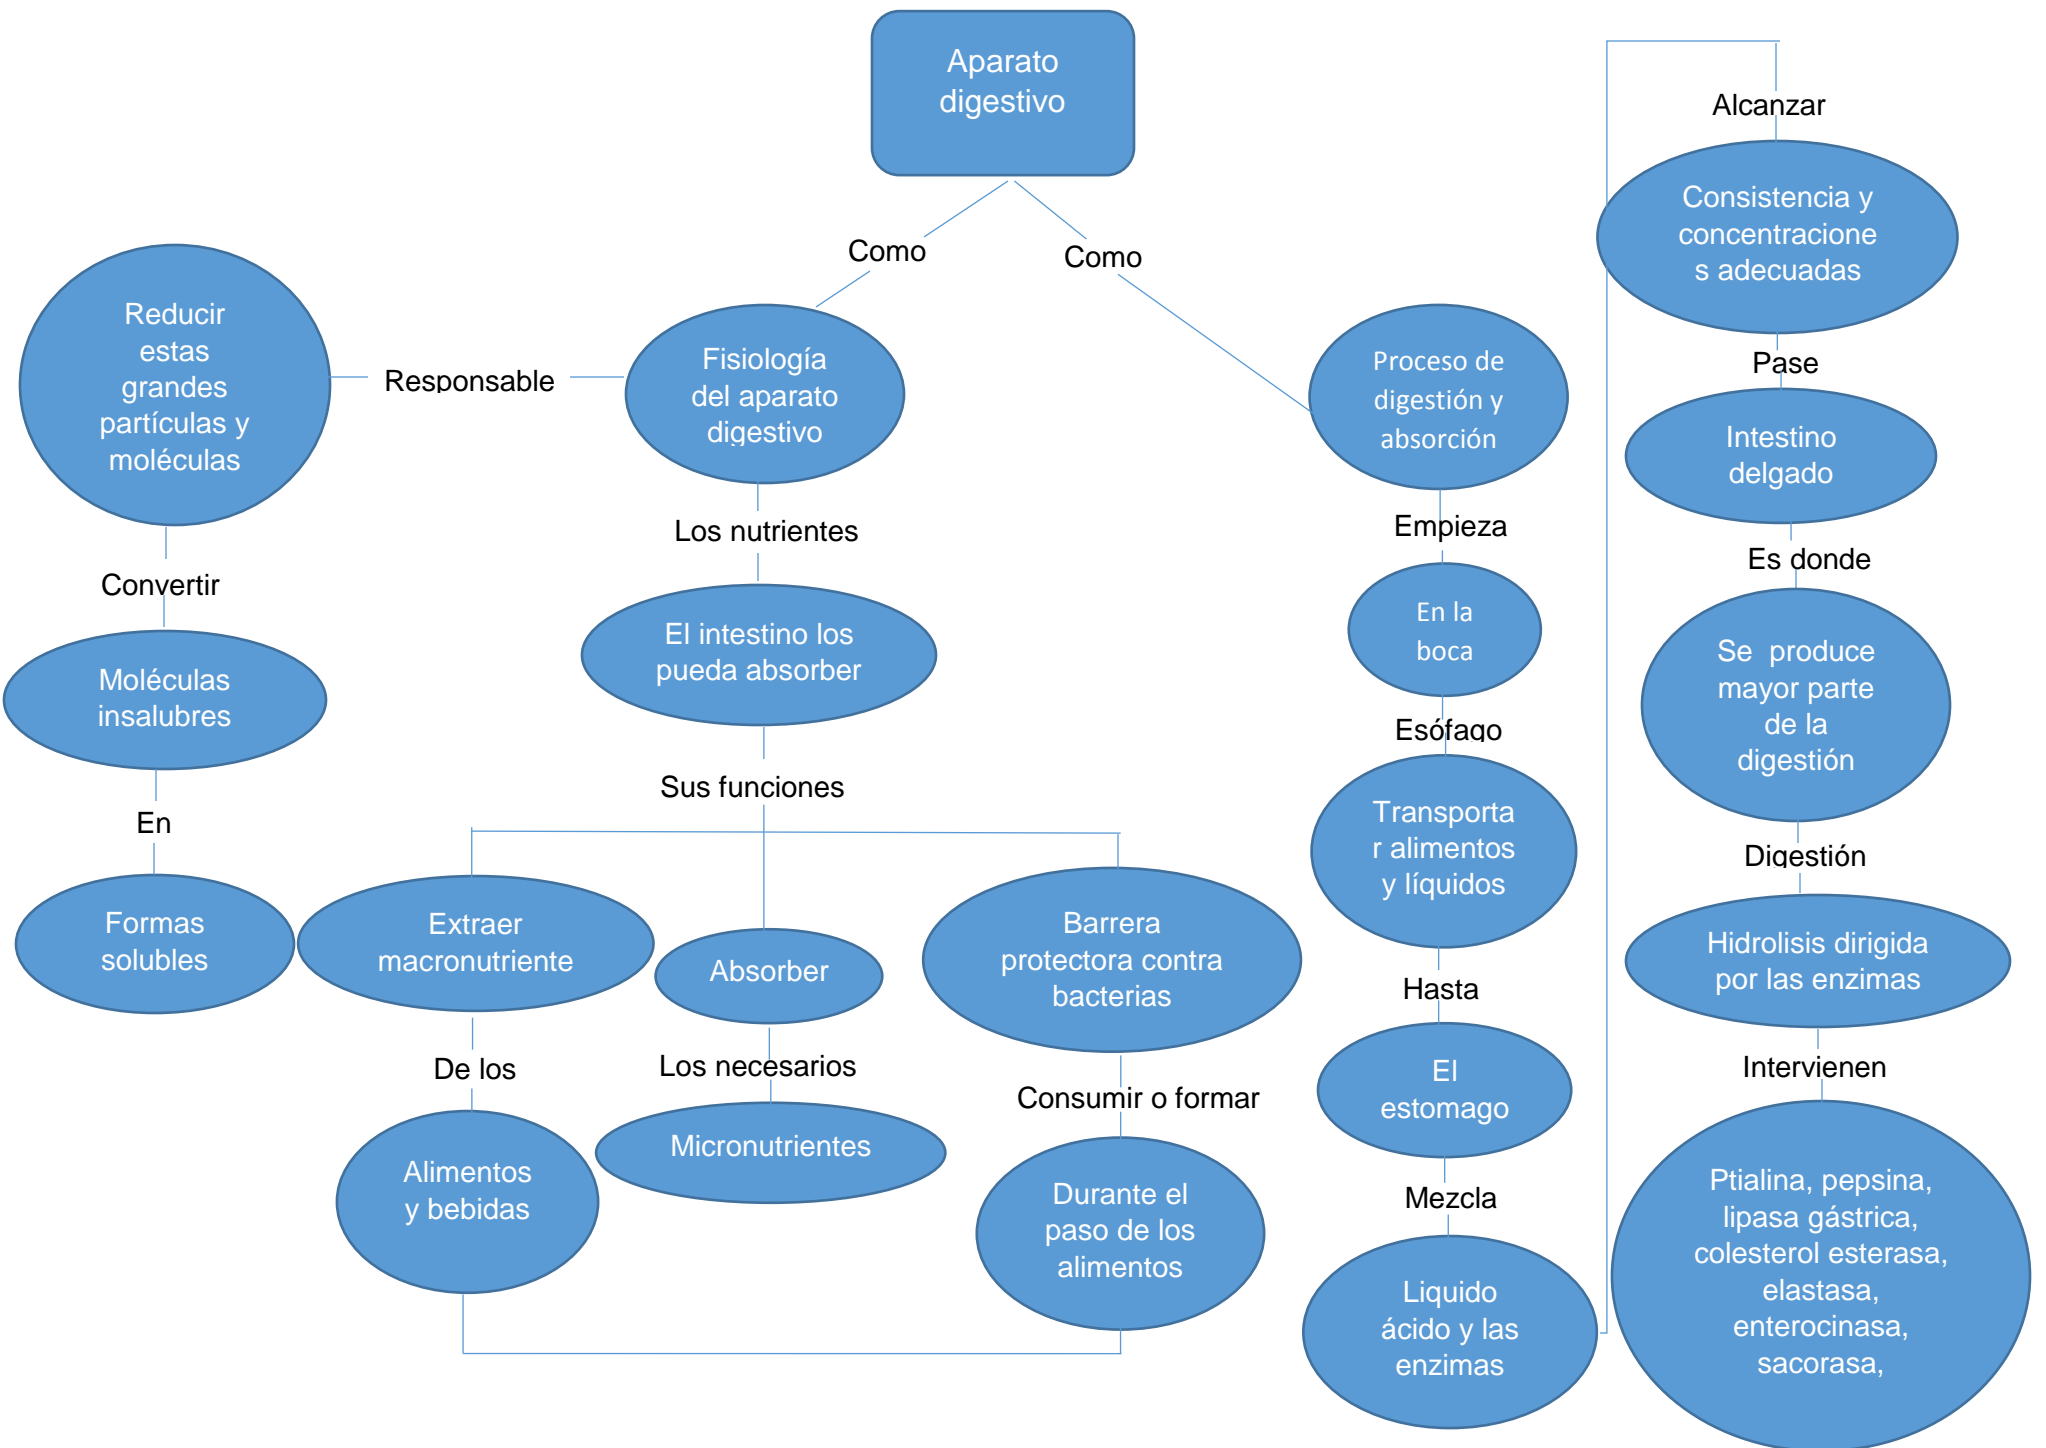 Aparato
digestivo
Como
Como
Reducir
estas
grandes
partículas y
moléculas
Responsable
Fisiología
del aparato
digestivo
Convertir
Moléculas
insalubres
En
Formas
solubles
Los nutrientes
El intestino los
pueda absorber
Sus funciones
Extraer
macronutriente
De los
Alimentos
y bebidas
Absorber
Los necesarios
Micronutrientes
Barrera
protectora contra
bacterias
Consumir o formar
Durante el
paso de los
alimentos
Proceso de
digestión y
absorción
Empieza
En la
boca
Esófago
Transporta
r alimentos
y líquidos
Hasta
El
estomago
Mezcla
Liquido
ácido y las
enzimas
Alcanzar
Consistencia y
concentracione
s adecuadas
Pase
Intestino
delgado
Es donde
Se produce
mayor parte
de la
digestión
Digestión
Hidrolisis dirigida
por las enzimas
Intervienen
Ptialina, pepsina,
lipasa gástrica,
colesterol esterasa,
elastasa,
enterocinasa,
sacorasa,